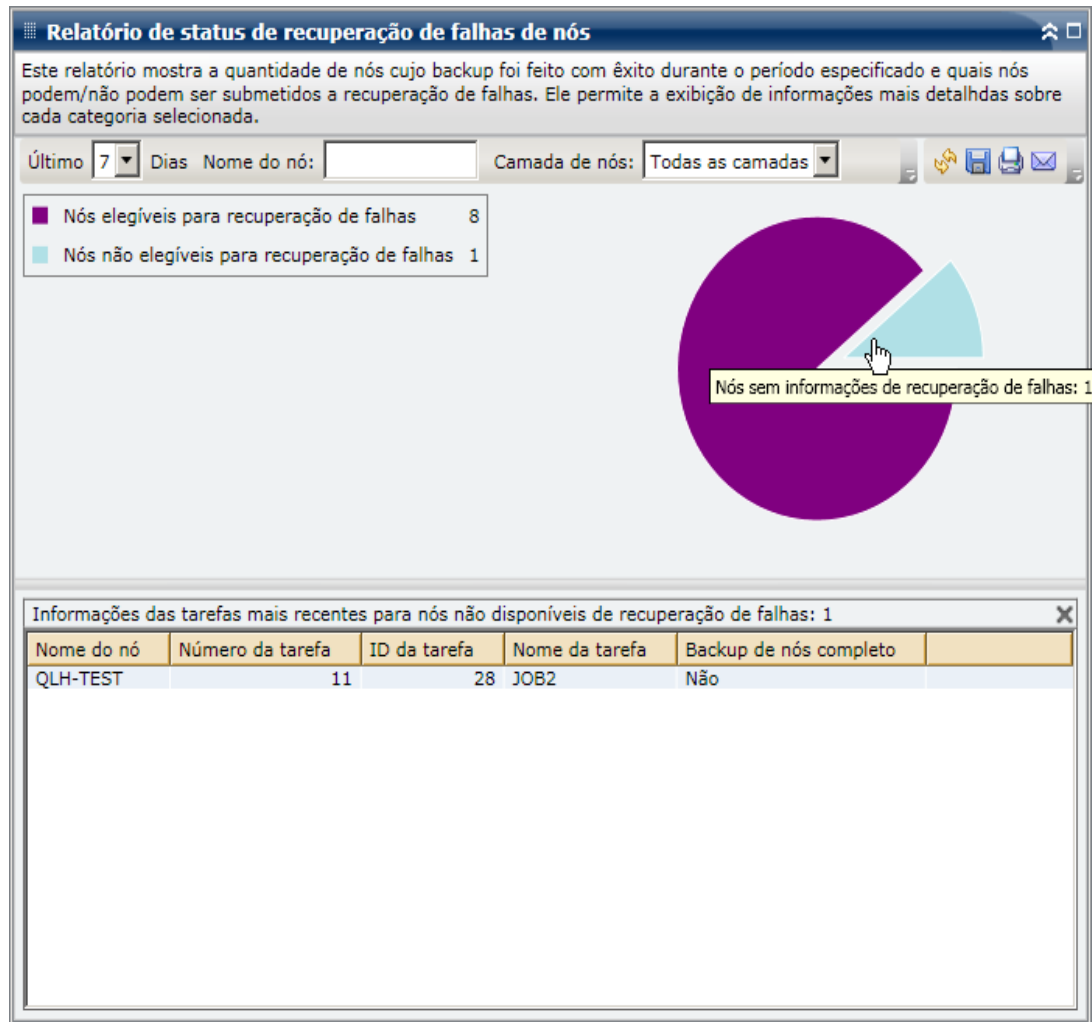 Relatório de status de recuperação de falhas de nós
Este relatório mostra a quantidade de nós cujo backup foi feito com êxito durante o período especificado e quais nós
podem/não podem ser submetidos a recuperação de falhas. Ele permite a exibição de informações mais detalhdas sobre
cada categoria selecionada.
Último 7 Dias Nome do nó: Camada de nós: Todas as camadas
Nós elegíveis para recuperação de falhas 8
Nós não elegíveis para recuperação de falhas 1
Nós sem informações de recuperação de falhas: 1
Informações das tarefas mais recentes para nós não disponíveis de recuperação de falhas: 1
Nome do nó Número da tarefa ID da tarefa Nome da tarefa Backup de nós completo
QLH-TEST 11 28 JOB2 Não